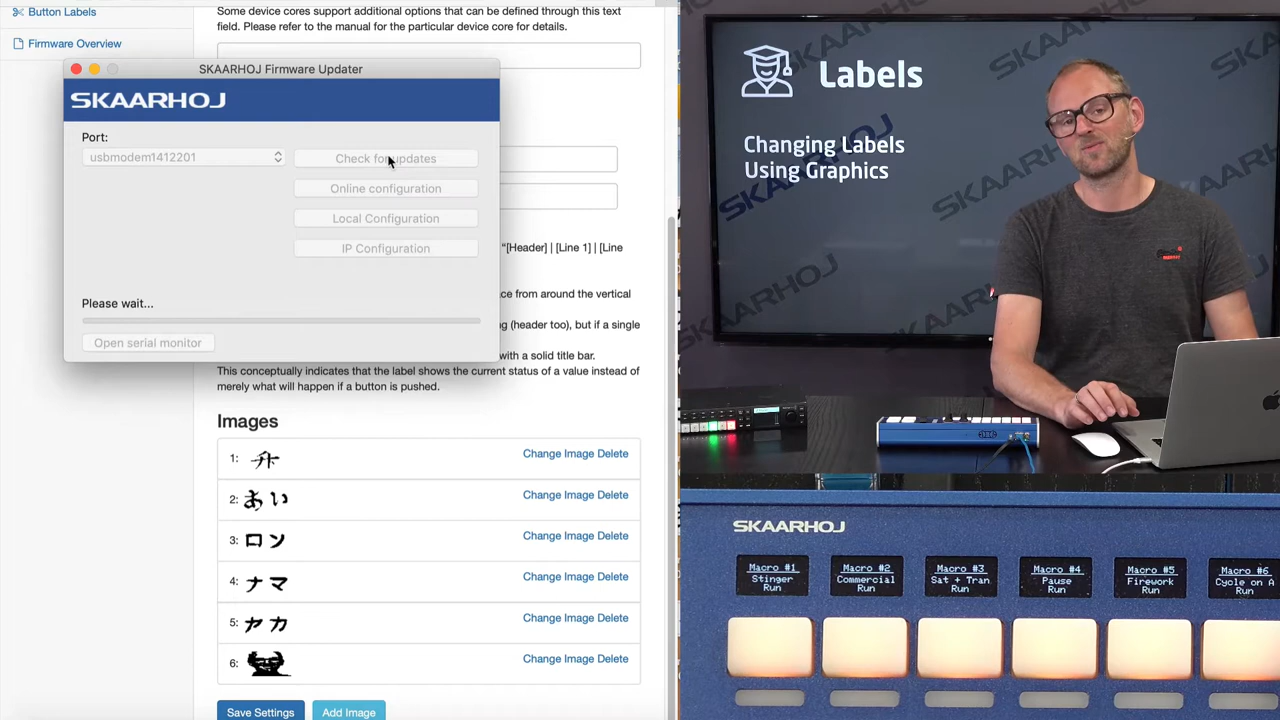 Button Labels
Firmware Overview
Some device cores support additional options that can be defined through this text
field. Please refer to the manual for the particular device core for details.
SKAARHOJ Firmware Updater
SKAARHOJ
Port:
usbmodem1412201
Check for updates
Online configuration
Local Configuration
IP Configuration
Please wait...
Open serial monitor
"[Header] | [Line 1] | [Line
ce from around the vertical
g (header too), but if a single
with a solid title bar.
This conceptually indicates that the label shows the current status of a value instead of
merely what will happen if a button is pushed.
Images
1: 升 Change Image Delete
2: あい Change Image Delete
3: ロン Change Image Delete
4: ナマ Change Image Delete
5: ヤカ Change Image Delete
6: Change Image Delete
Save Settings Add Image
SKAARHOJ
Labels
Changing Labels
Using Graphics
SKAARHOJ
Macro #1
Stinger
Run
Macro #2
Commercial
Run
Macro #3
Sat + Tran
Run
Macro #4
Pause
Run
Macro #5
Firework
Run
Macro #6
Cycle on A
Run